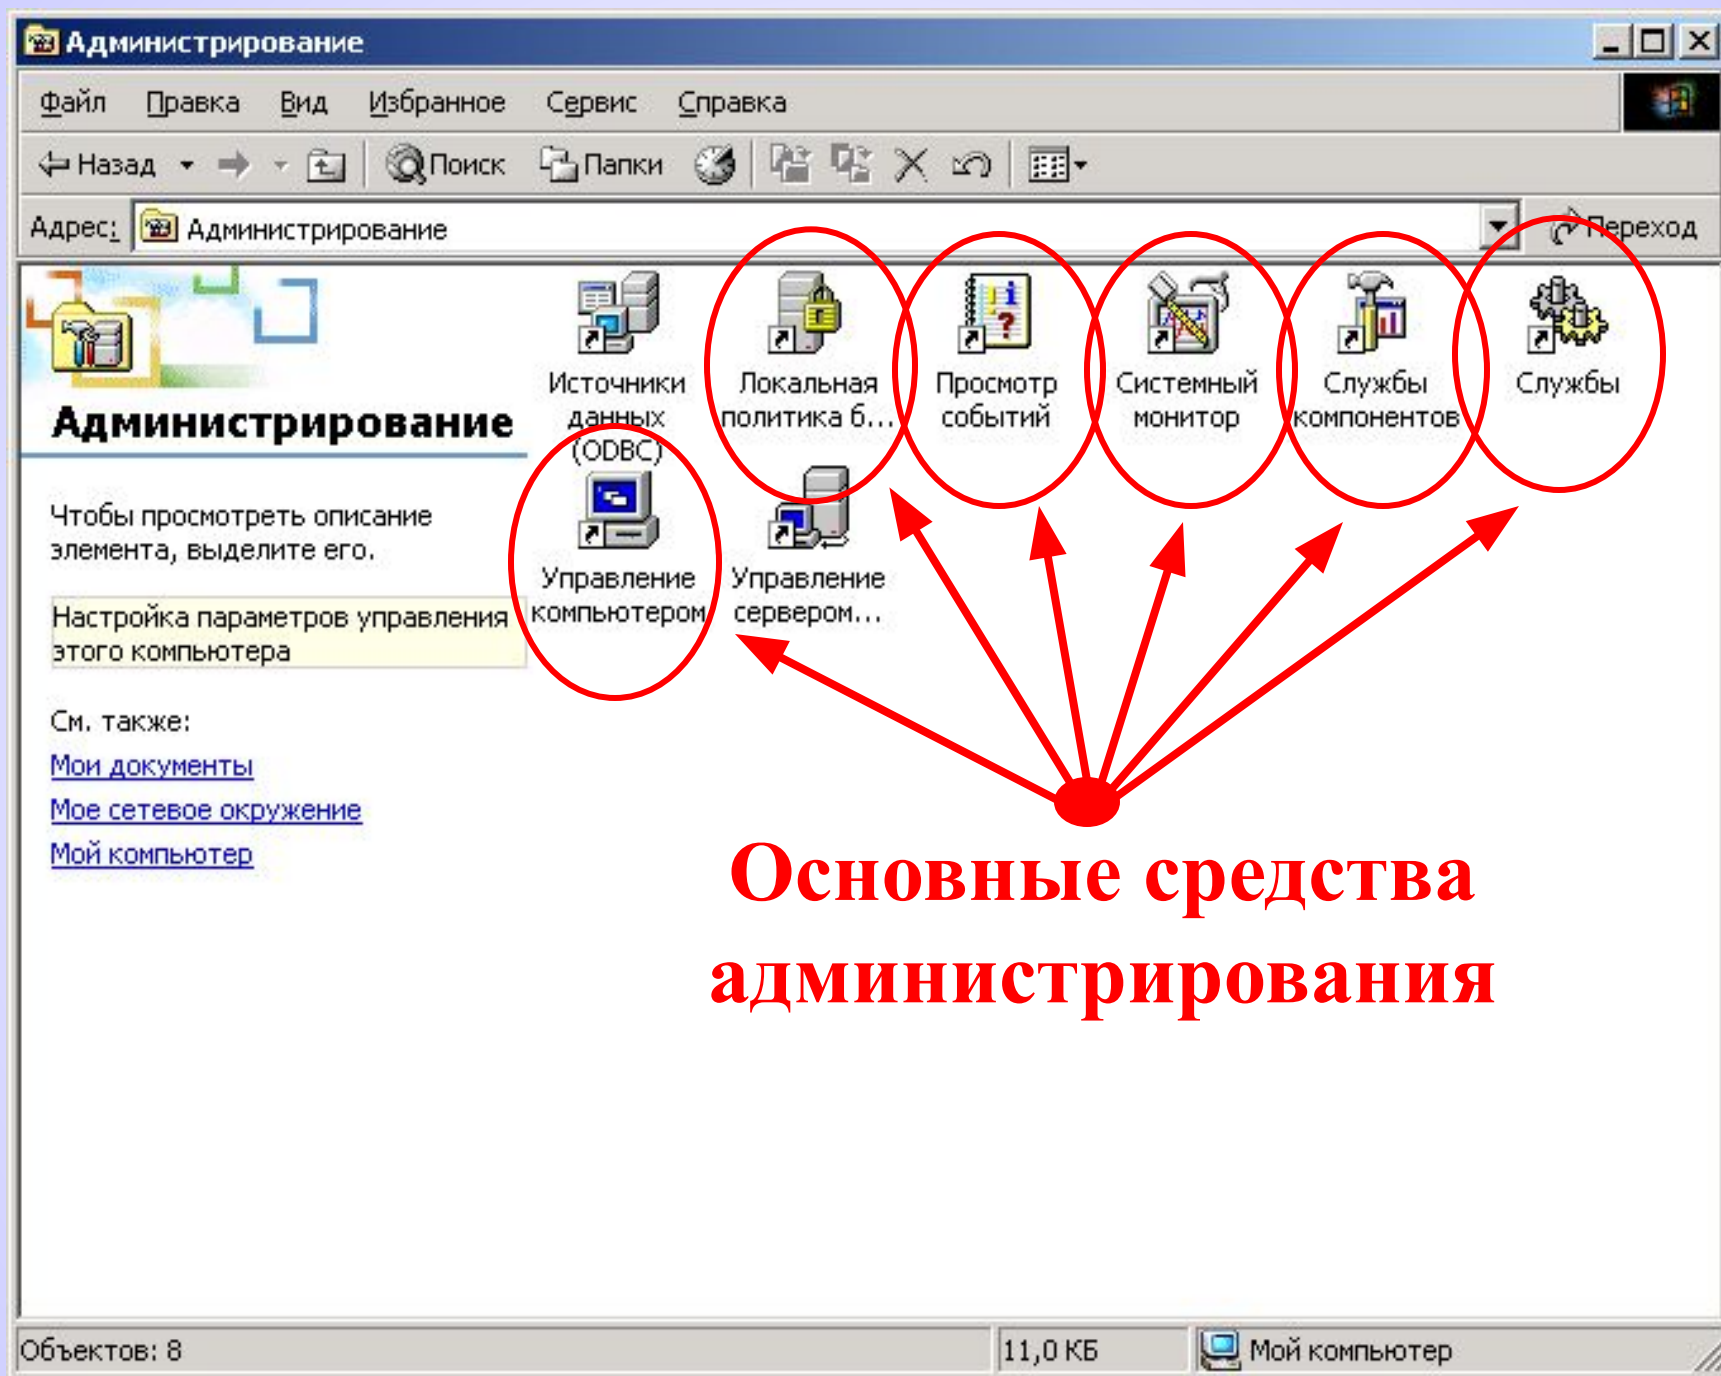 Администрирование
Файл Правка Вид Избранное Сервис Справка
Назад Поиск Папки
Адрес: Администрирование Переход
Администрирование
Чтобы просмотреть описание
элемента, выделите его.
Настройка параметров управления
этого компьютера
См. также:
Мои документы
Мое сетевое окружение
Мой компьютер
Источники
данных
(ODBC)
Локальная
политика б...
Просмотр
событий
Системный
монитор
Службы
компонентов
Службы
Управление
компьютером
Управление
сервером...
Основные средства
администрирования
Объектов: 8 11,0 КБ Мой компьютер